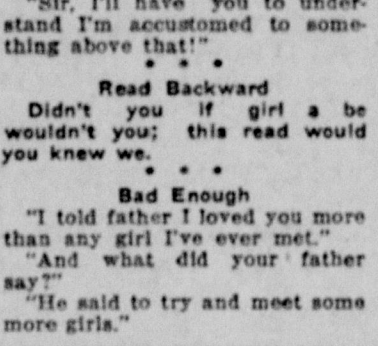 "Sir, I'll have you to under-
stand I'm accustomed to some-
thing above that!"
* * *
Read Backward
Didn't you if girl a be
wouldn't you; this read would
you knew we.
* * *
Bad Enough
"I told father I loved you more
than any girl I've ever met."
"And what did your father
say?"
"He said to try and meet some
more girls."